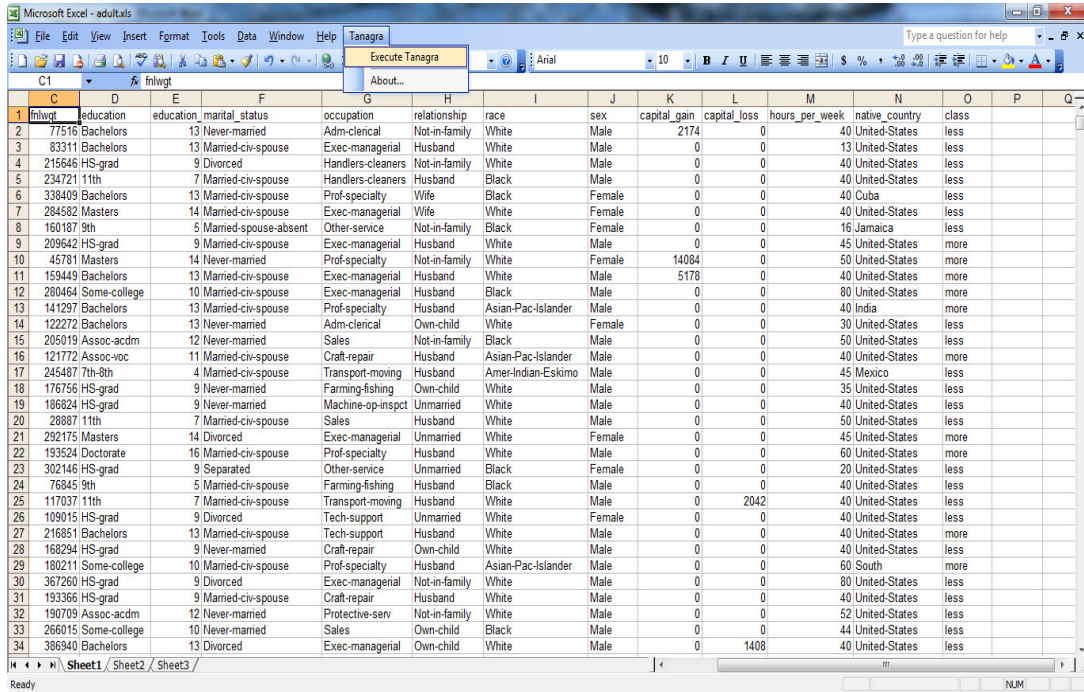 Microsoft Excel - adult.xls
File Edit View Insert Format Tools Data Window Help Tanagra Type a question for help
Execute Tanagra
About...
Arial 10 B I U $ % ,
C1 fx fnlwgt
C D E F G H I J K L M N O P Q
1 fnlwgt education education_ marital_status occupation relationship race sex capital_gain capital_loss hours_per_week native_country class
2 77516 Bachelors 13 Never-married Adm-clerical Not-in-family White Male 2174 0 40 United-States less
3 83311 Bachelors 13 Married-civ-spouse Exec-managerial Husband White Male 0 0 13 United-States less
4 215646 HS-grad 9 Divorced Handlers-cleaners Not-in-family White Male 0 0 40 United-States less
5 234721 11th 7 Married-civ-spouse Handlers-cleaners Husband Black Male 0 0 40 United-States less
6 338409 Bachelors 13 Married-civ-spouse Prof-specialty Wife Black Female 0 0 40 Cuba less
7 284582 Masters 14 Married-civ-spouse Exec-managerial Wife White Female 0 0 40 United-States less
8 160187 9th 5 Married-spouse-absent Other-service Not-in-family Black Female 0 0 16 Jamaica less
9 209642 HS-grad 9 Married-civ-spouse Exec-managerial Husband White Male 0 0 45 United-States more
10 45781 Masters 14 Never-married Prof-specialty Not-in-family White Female 14084 0 50 United-States more
11 159449 Bachelors 13 Married-civ-spouse Exec-managerial Husband White Male 5178 0 40 United-States more
12 280464 Some-college 10 Married-civ-spouse Exec-managerial Husband Black Male 0 0 80 United-States more
13 141297 Bachelors 13 Married-civ-spouse Prof-specialty Husband Asian-Pac-Islander Male 0 0 40 India more
14 122272 Bachelors 13 Never-married Adm-clerical Own-child White Female 0 0 30 United-States less
15 205019 Assoc-acdm 12 Never-married Sales Not-in-family Black Male 0 0 50 United-States less
16 121772 Assoc-voc 11 Married-civ-spouse Craft-repair Husband Asian-Pac-Islander Male 0 0 40 United-States more
17 245487 7th-8th 4 Married-civ-spouse Transport-moving Husband Amer-Indian-Eskimo Male 0 0 45 Mexico less
18 176756 HS-grad 9 Never-married Farming-fishing Own-child White Male 0 0 35 United-States less
19 186824 HS-grad 9 Never-married Machine-op-inspct Unmarried White Male 0 0 40 United-States less
20 28887 11th 7 Married-civ-spouse Sales Husband White Male 0 0 50 United-States less
21 292175 Masters 14 Divorced Exec-managerial Unmarried White Female 0 0 45 United-States more
22 193524 Doctorate 16 Married-civ-spouse Prof-specialty Husband White Male 0 0 60 United-States more
23 302146 HS-grad 9 Separated Other-service Unmarried Black Female 0 0 20 United-States less
24 76845 9th 5 Married-civ-spouse Farming-fishing Husband Black Male 0 0 40 United-States less
25 117037 11th 7 Married-civ-spouse Transport-moving Husband White Male 0 2042 40 United-States less
26 109015 HS-grad 9 Divorced Tech-support Unmarried White Female 0 0 40 United-States less
27 216851 Bachelors 13 Married-civ-spouse Tech-support Husband White Male 0 0 40 United-States more
28 168294 HS-grad 9 Never-married Craft-repair Own-child White Male 0 0 40 United-States less
29 180211 Some-college 10 Married-civ-spouse Prof-specialty Husband Asian-Pac-Islander Male 0 0 60 South more
30 367260 HS-grad 9 Divorced Exec-managerial Not-in-family White Male 0 0 80 United-States less
31 193366 HS-grad 9 Married-civ-spouse Craft-repair Husband White Male 0 0 40 United-States less
32 190709 Assoc-acdm 12 Never-married Protective-serv Not-in-family White Male 0 0 52 United-States less
33 266015 Some-college 10 Never-married Sales Own-child Black Male 0 0 44 United-States less
34 386940 Bachelors 13 Divorced Exec-managerial Own-child White Male 0 1408 40 United-States less
Sheet1 Sheet2 Sheet3
Ready NUM